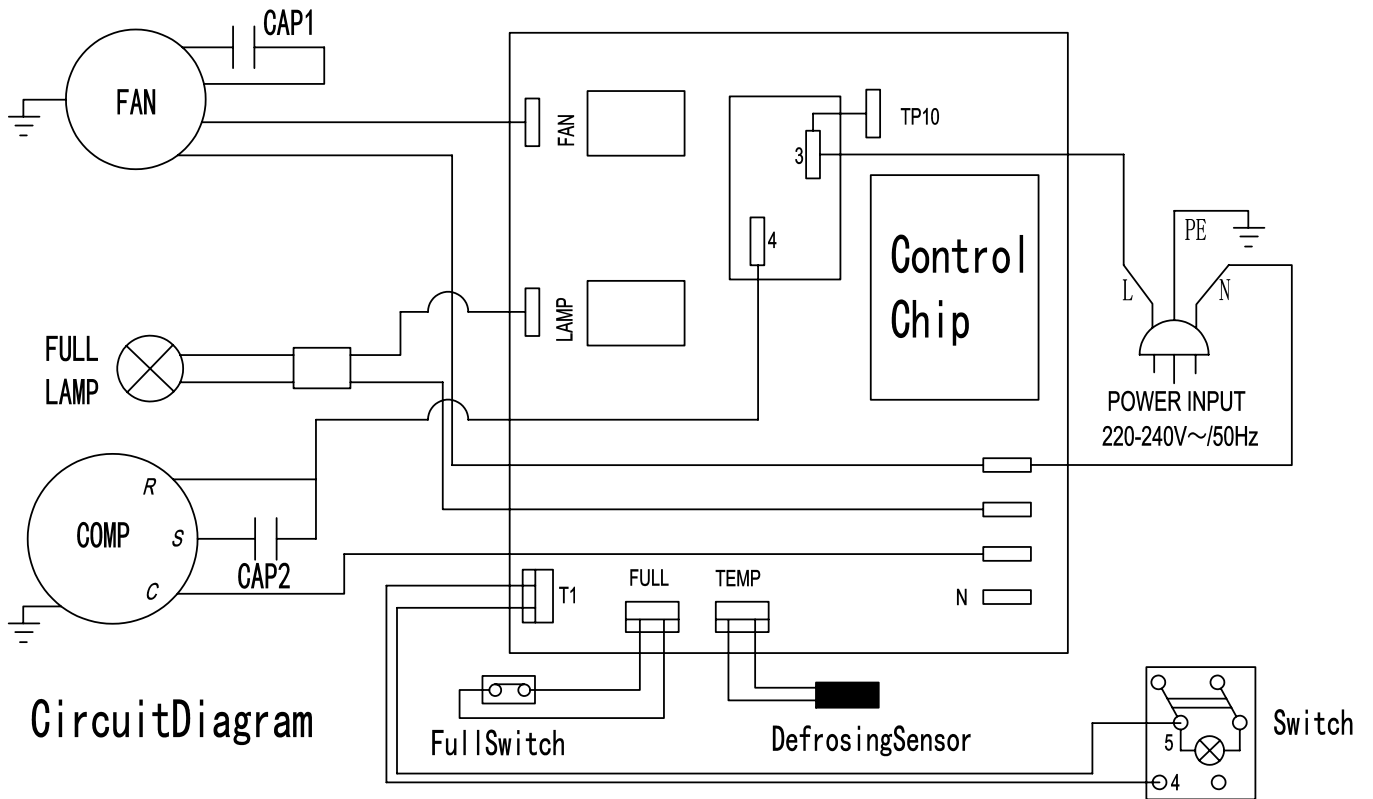 CAP1
FAN
FAN
TP10
3
4
Control
Chip
PE
L
N
LAMP
FULL
LAMP
POWER INPUT
220-240V～/50Hz
R
COMP
S
CAP2
C
T1
FULL
TEMP
N
CircuitDiagram
FullSwitch
DefrosingSensor
5
4
Switch